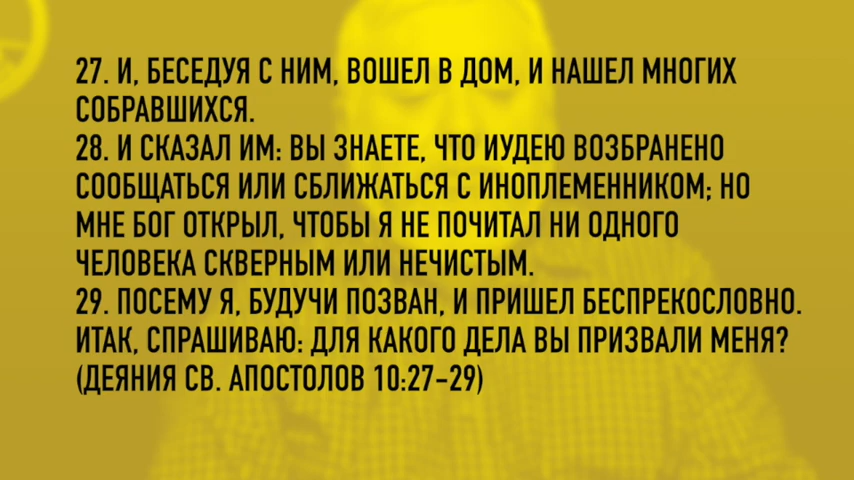 27. И, БЕСЕДУЯ С НИМ, ВОШЕЛ В ДОМ, И НАШЕЛ МНОГИХ
СОБРАВШИХСЯ.
28. И СКАЗАЛ ИМ: ВЫ ЗНАЕТЕ, ЧТО ИУДЕЮ ВОЗБРАНЕНО
СООБЩАТЬСЯ ИЛИ СБЛИЖАТЬСЯ С ИНОПЛЕМЕННИКОМ; НО
МНЕ БОГ ОТКРЫЛ, ЧТОБЫ Я НЕ ПОЧИТАЛ НИ ОДНОГО
ЧЕЛОВЕКА СКВЕРНЫМ ИЛИ НЕЧИСТЫМ.
29. ПОСЕМУ Я, БУДУЧИ ПОЗВАН, И ПРИШЕЛ БЕСПРЕКОСЛОВНО.
ИТАК, СПРАШИВАЮ: ДЛЯ КАКОГО ДЕЛА ВЫ ПРИЗВАЛИ МЕНЯ?
(ДЕЯНИЯ СВ. АПОСТОЛОВ 10:27-29)